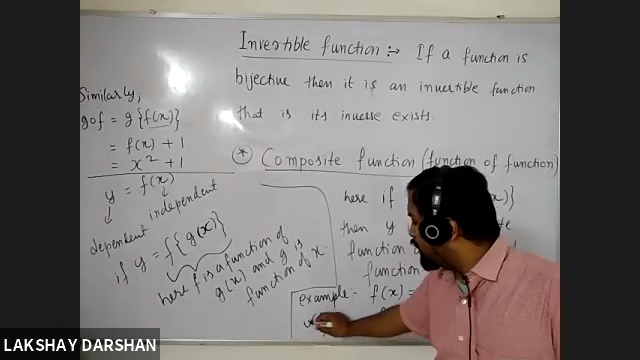 Invertible function :→ If a function is
bijective then it is an invertible function
that is its inverse exists.
* Composite function (function of function)
here if x)}
then y
function
function
example:- f(x) =
Similarly,
gof = g{f(x)}
= f(x) + 1
= x² + 1
y = f(x)
dependent independent
if y = f{g(x)}
here f is a function of
g(x) and g is
function of x.
LAKSHAY DARSHAN